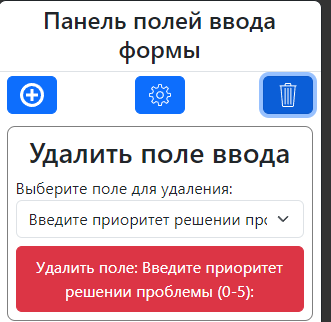 Панель полей ввода
формы
Удалить поле ввода
Выберите поле для удаления:
Введите приоритет решении
Удалить поле: Введите приоритет
решении проблемы (0-5):